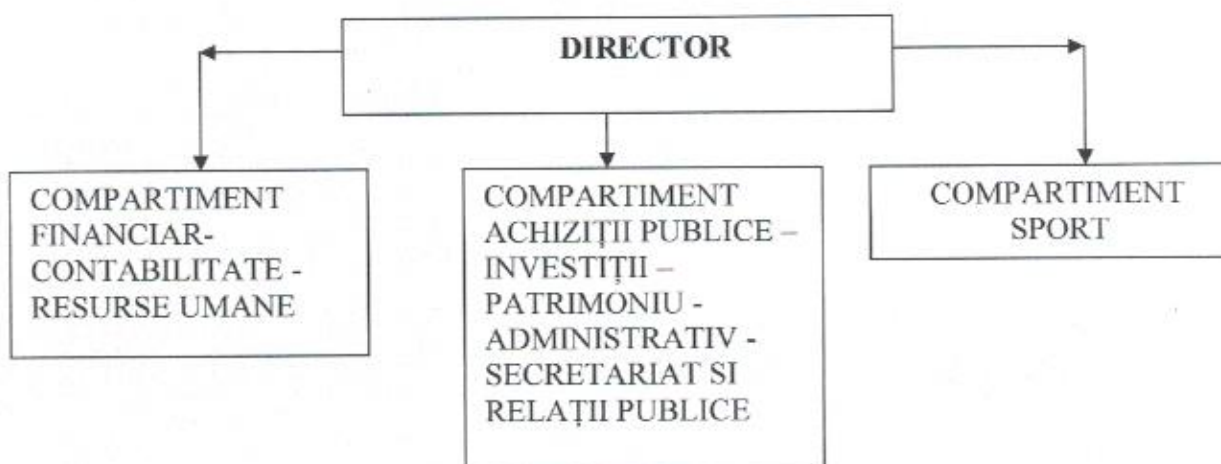 DIRECTOR
COMPARTIMENT
FINANCIAR-
CONTABILITATE -
RESURSE UMANE
COMPARTIMENT
ACHIZIȚII PUBLICE –
INVESTIȚII –
PATRIMONIU -
ADMINISTRATIV -
SECRETARIAT SI
RELAȚII PUBLICE
COMPARTIMENT
SPORT